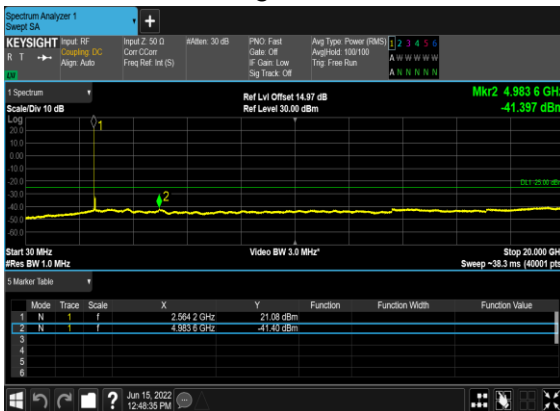 Spectrum Analyzer 1
Swept SA
+
KEYSIGHT Input: RF Input Z: 50 Ω #Atten: 30 dB PNO: Fast Avg Type: Power (RMS) 1 2 3 4 5 6
R T Coupling: DC Corr CCorr Gate: Off Avg|Hold: 100/100 A W W W W W
Align: Auto Freq Ref: Int (S) IF Gain: Low Trig: Free Run
Sig Track: Off A N N N N N
1 Spectrum
Scale/Div 10 dB Ref Lvl Offset 14.97 dB Mkr2 4.983 6 GHz
Ref Level 30.00 dBm -41.397 dBm
Log
20.0
10.0
0.00
-10.0
-20.0
-30.0
-40.0
-50.0
-60.0
1
2
DL1 -25.00 dBm
Start 30 MHz Video BW 3.0 MHz* Stop 20.000 GHz
#Res BW 1.0 MHz Sweep ~38.3 ms (40001 pts)
5 Marker Table
Mode Trace Scale X Y Function Function Width Function Value
1 N 1 f 2.564 2 GHz 21.08 dBm
2 N 1 f 4.983 6 GHz -41.40 dBm
3
4
5
6
? Jun 15, 2022
12:48:35 PM